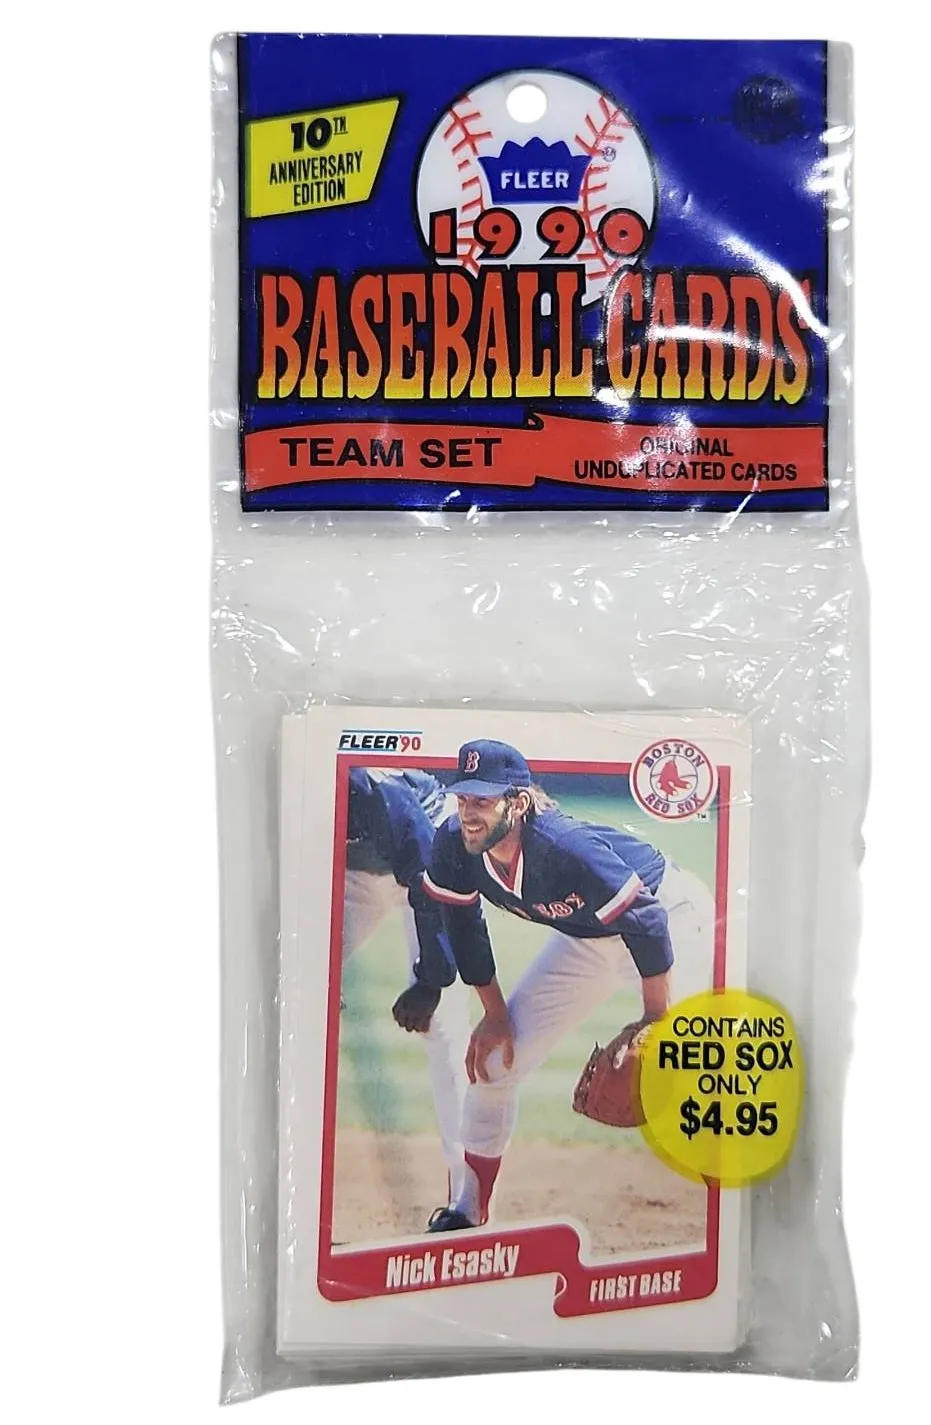 10TH
ANNIVERSARY
EDITION
FLEER
1990
BASEBALL CARDS
TEAM SET
ORIGINAL
UNDUPLICATED CARDS
FLEER'90
BOSTON
RED SOX
TM
B
CONTAINS
RED SOX
ONLY
$4.95
Nick Esasky
FIRST BASE